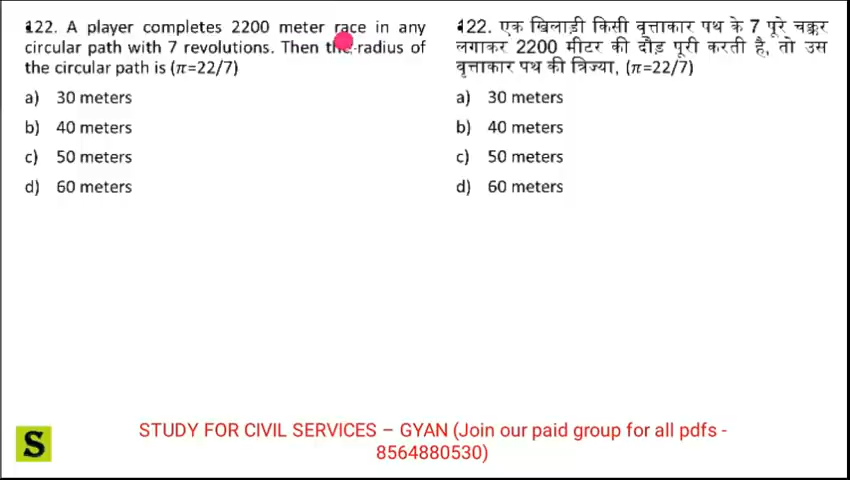 122. A player completes 2200 meter race in any
circular path with 7 revolutions. Then the radius of
the circular path is (π=22/7)
a) 30 meters
b) 40 meters
c) 50 meters
d) 60 meters
122. एक खिलाड़ी किसी वृत्ताकार पथ के 7 पूरे चक्कर
लगाकर 2200 मीटर की दौड़ पूरी करती है, तो उस
वृत्ताकार पथ की त्रिज्या, (π=22/7)
a) 30 meters
b) 40 meters
c) 50 meters
d) 60 meters
STUDY FOR CIVIL SERVICES – GYAN (Join our paid group for all pdfs -
8564880530)
S